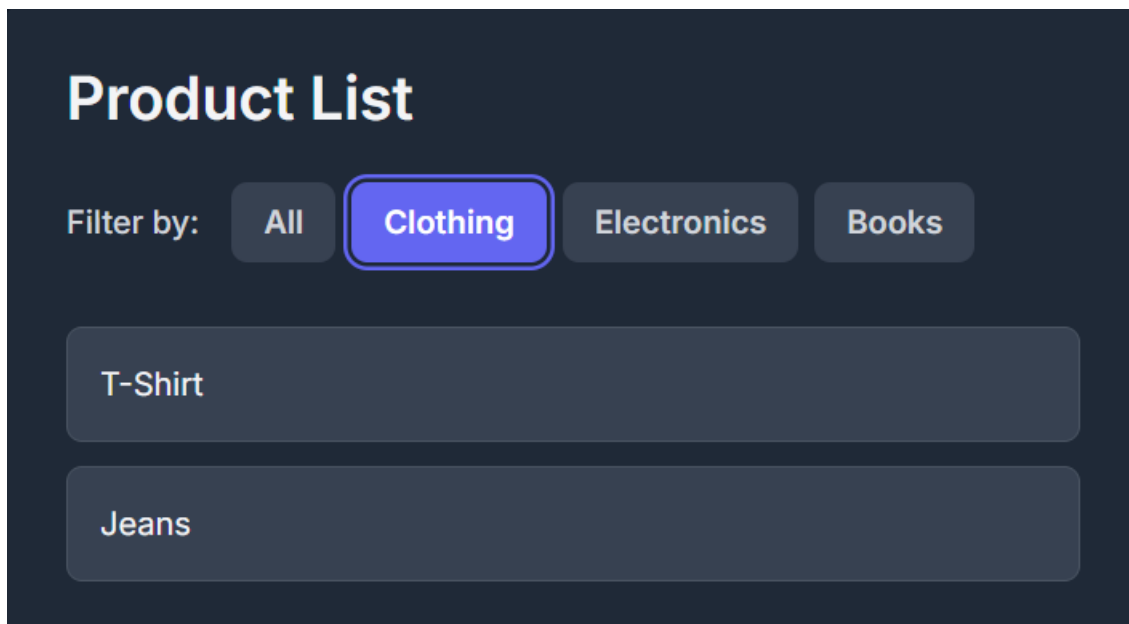 Product List
Filter by: All Clothing Electronics Books
T-Shirt
Jeans